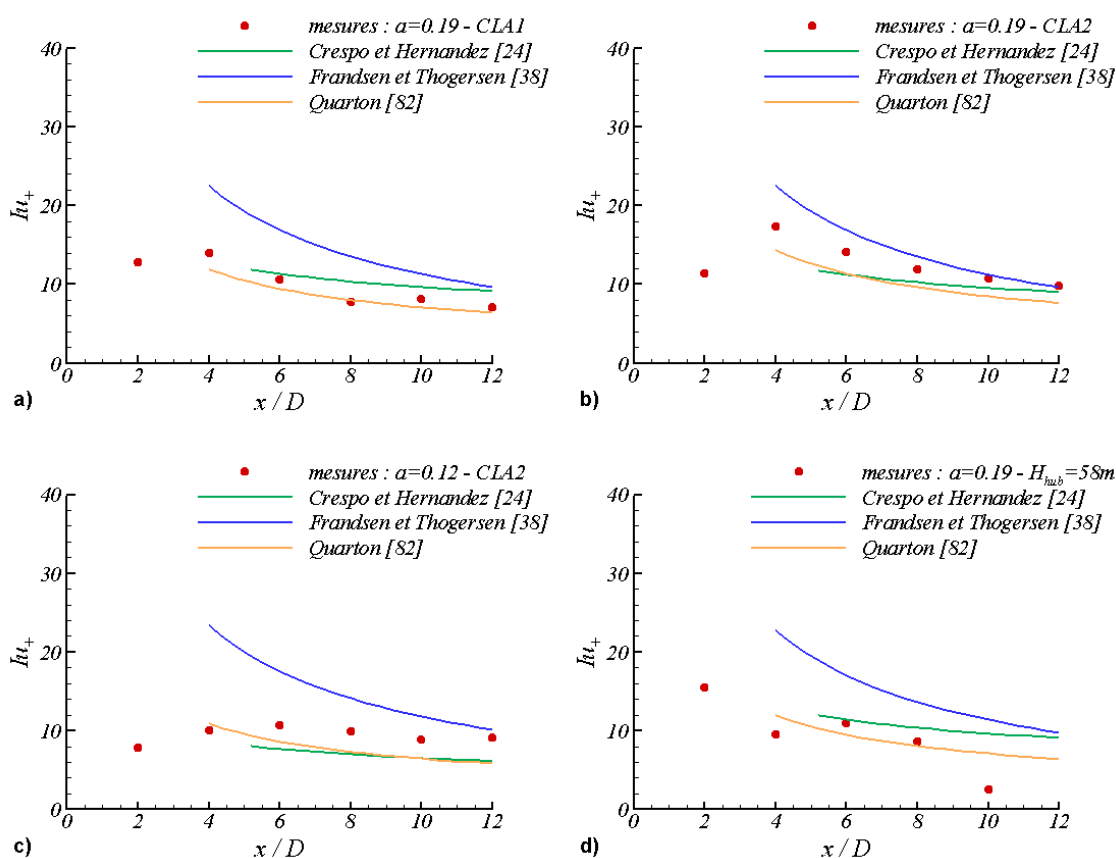 mesures : a=0.19 - CLA1
Crespo et Hernandez [24]
Frandsen et Thogersen [38]
Quarton [82]
40
30
20
10
0
Iu+
0 2 4 6 8 10 12
x / D
a)
mesures : a=0.19 - CLA2
Crespo et Hernandez [24]
Frandsen et Thogersen [38]
Quarton [82]
40
30
20
10
0
Iu+
0 2 4 6 8 10 12
x / D
b)
mesures : a=0.12 - CLA2
Crespo et Hernandez [24]
Frandsen et Thogersen [38]
Quarton [82]
40
30
20
10
0
Iu+
0 2 4 6 8 10 12
x / D
c)
mesures : a=0.19 - Hhub=58m
Crespo et Hernandez [24]
Frandsen et Thogersen [38]
Quarton [82]
40
30
20
10
0
Iu+
0 2 4 6 8 10 12
x / D
d)